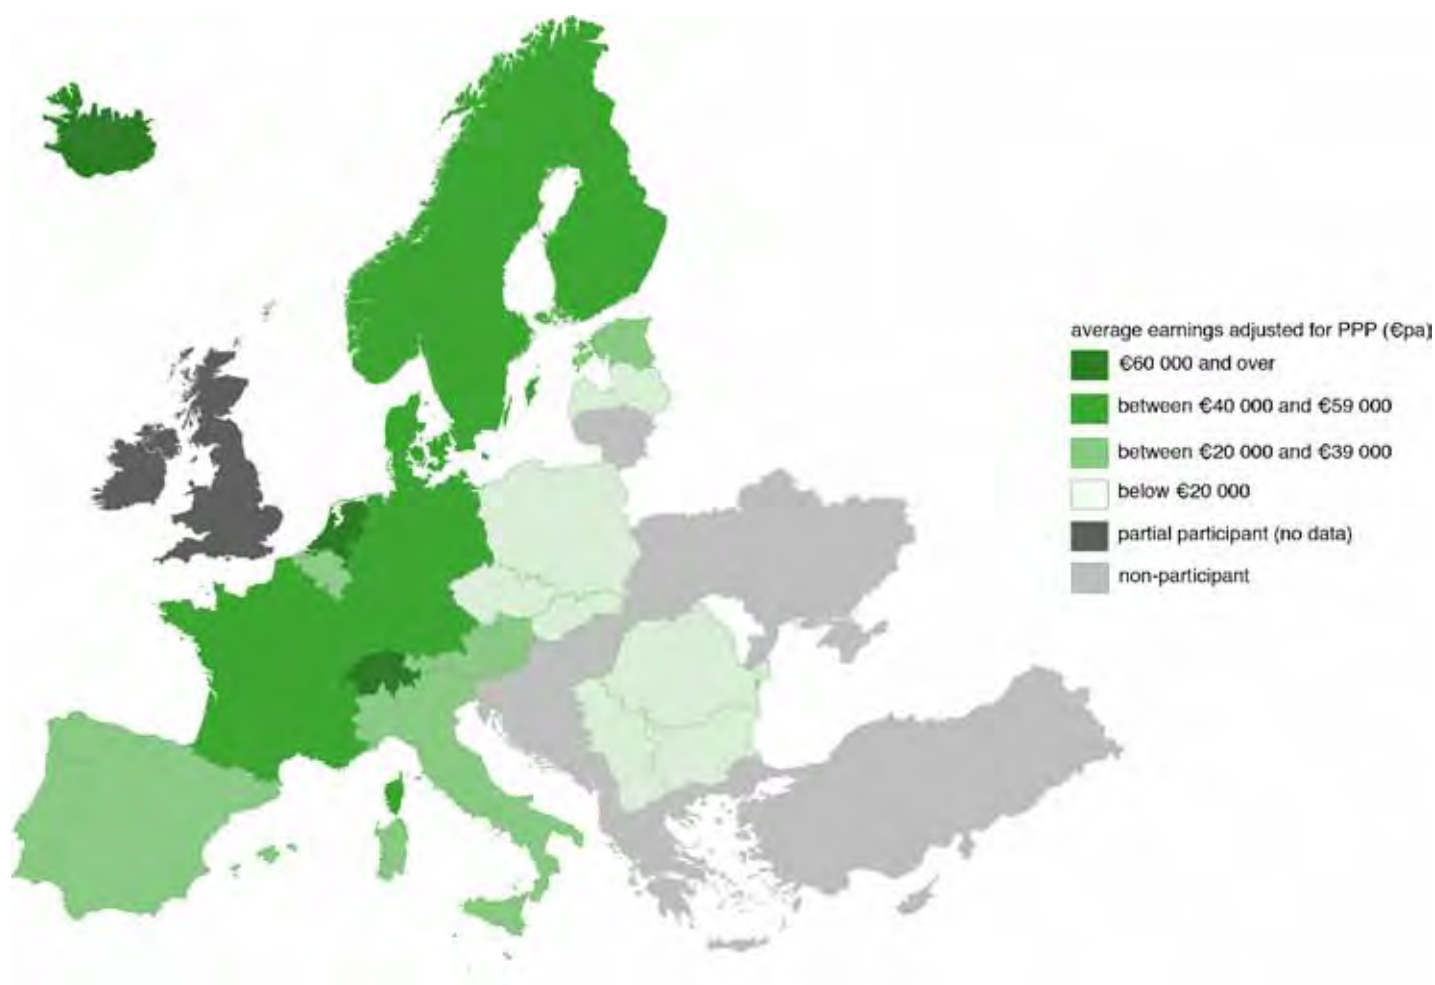 average earnings adjusted for PPP (€pa)
€60 000 and over
between €40 000 and €59 000
between €20 000 and €39 000
below €20 000
partial participant (no data)
non-participant